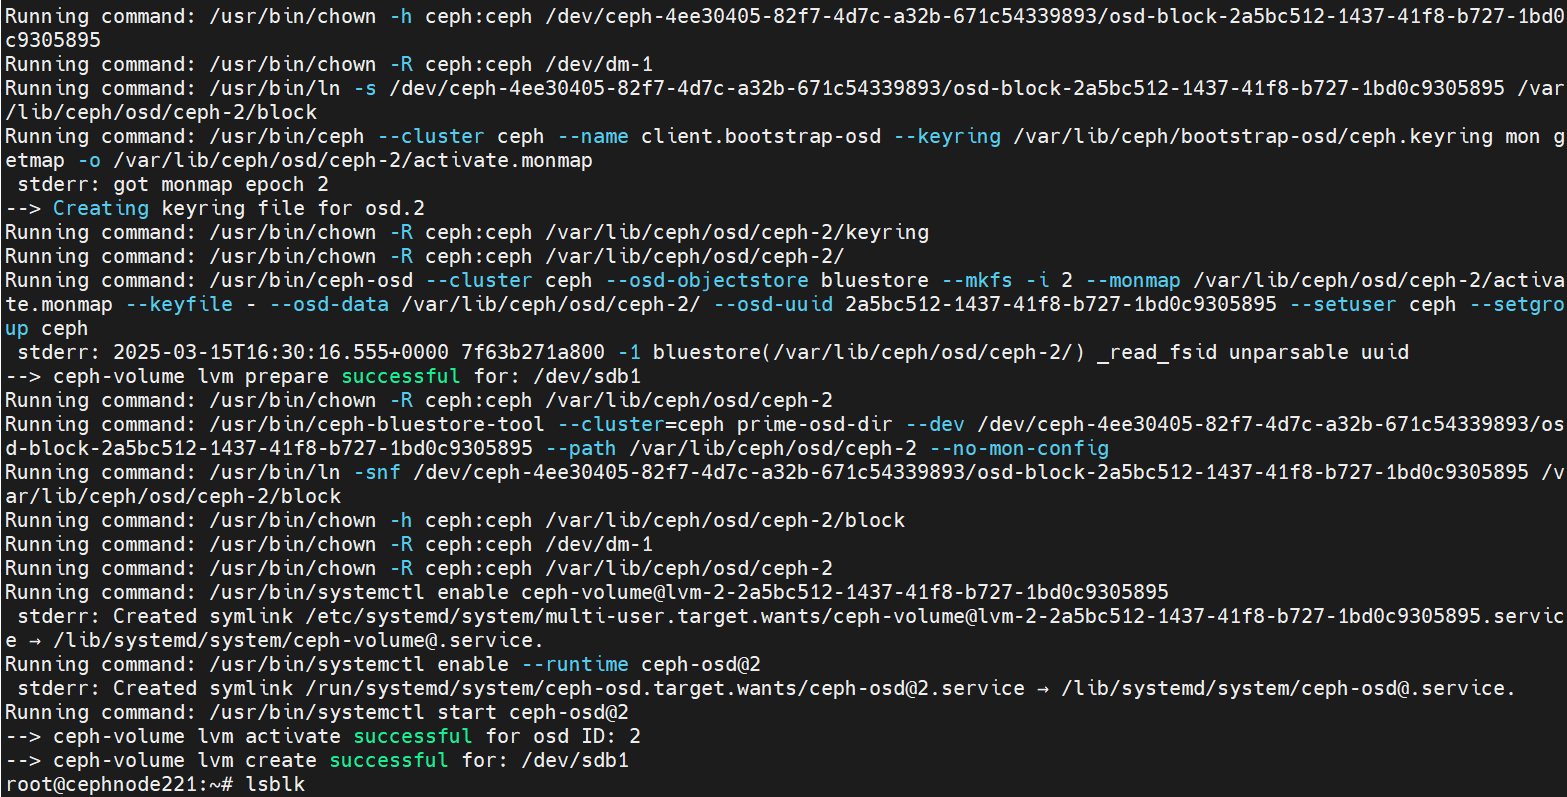 Running command: /usr/bin/chown -h ceph:ceph /dev/ceph-4ee30405-82f7-4d7c-a32b-671c54339893/osd-block-2a5bc512-1437-41f8-b727-1bd0
c9305895
Running command: /usr/bin/chown -R ceph:ceph /dev/dm-1
Running command: /usr/bin/ln -s /dev/ceph-4ee30405-82f7-4d7c-a32b-671c54339893/osd-block-2a5bc512-1437-41f8-b727-1bd0c9305895 /var
/lib/ceph/osd/ceph-2/block
Running command: /usr/bin/ceph --cluster ceph --name client.bootstrap-osd --keyring /var/lib/ceph/bootstrap-osd/ceph.keyring mon g
etmap -o /var/lib/ceph/osd/ceph-2/activate.monmap
 stderr: got monmap epoch 2
--> Creating keyring file for osd.2
Running command: /usr/bin/chown -R ceph:ceph /var/lib/ceph/osd/ceph-2/keyring
Running command: /usr/bin/chown -R ceph:ceph /var/lib/ceph/osd/ceph-2/
Running command: /usr/bin/ceph-osd --cluster ceph --osd-objectstore bluestore --mkfs -i 2 --monmap /var/lib/ceph/osd/ceph-2/activa
te.monmap --keyfile - --osd-data /var/lib/ceph/osd/ceph-2/ --osd-uuid 2a5bc512-1437-41f8-b727-1bd0c9305895 --setuser ceph --setgro
up ceph
 stderr: 2025-03-15T16:30:16.555+0000 7f63b271a800 -1 bluestore(/var/lib/ceph/osd/ceph-2/) _read_fsid unparsable uuid
--> ceph-volume lvm prepare successful for: /dev/sdb1
Running command: /usr/bin/chown -R ceph:ceph /var/lib/ceph/osd/ceph-2
Running command: /usr/bin/ceph-bluestore-tool --cluster=ceph prime-osd-dir --dev /dev/ceph-4ee30405-82f7-4d7c-a32b-671c54339893/os
d-block-2a5bc512-1437-41f8-b727-1bd0c9305895 --path /var/lib/ceph/osd/ceph-2 --no-mon-config
Running command: /usr/bin/ln -snf /dev/ceph-4ee30405-82f7-4d7c-a32b-671c54339893/osd-block-2a5bc512-1437-41f8-b727-1bd0c9305895 /v
ar/lib/ceph/osd/ceph-2/block
Running command: /usr/bin/chown -h ceph:ceph /var/lib/ceph/osd/ceph-2/block
Running command: /usr/bin/chown -R ceph:ceph /dev/dm-1
Running command: /usr/bin/chown -R ceph:ceph /var/lib/ceph/osd/ceph-2
Running command: /usr/bin/systemctl enable ceph-volume@lvm-2-2a5bc512-1437-41f8-b727-1bd0c9305895
 stderr: Created symlink /etc/systemd/system/multi-user.target.wants/ceph-volume@lvm-2-2a5bc512-1437-41f8-b727-1bd0c9305895.servic
e → /lib/systemd/system/ceph-volume@.service.
Running command: /usr/bin/systemctl enable --runtime ceph-osd@2
 stderr: Created symlink /run/systemd/system/ceph-osd.target.wants/ceph-osd@2.service → /lib/systemd/system/ceph-osd@.service.
Running command: /usr/bin/systemctl start ceph-osd@2
--> ceph-volume lvm activate successful for osd ID: 2
--> ceph-volume lvm create successful for: /dev/sdb1
root@cephnode221:~# lsblk